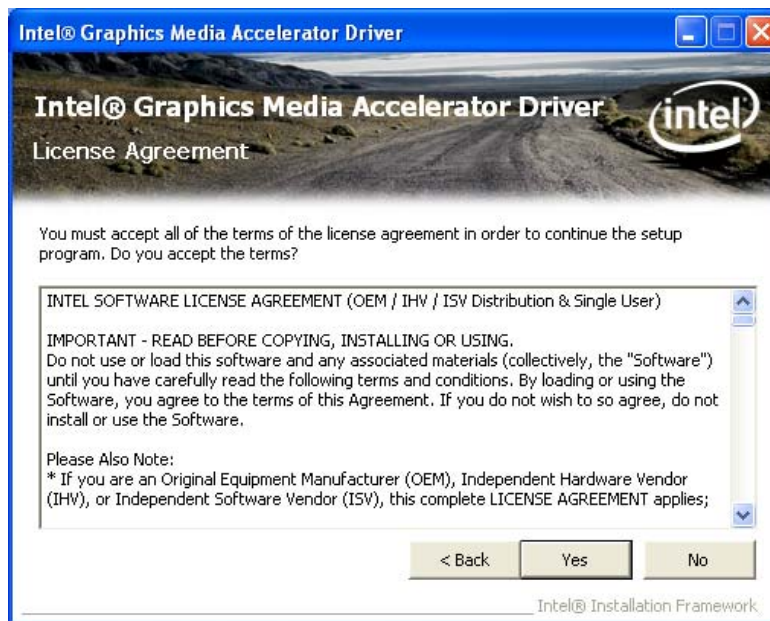 Intel® Graphics Media Accelerator Driver
Intel® Graphics Media Accelerator Driver
intel
License Agreement
You must accept all of the terms of the license agreement in order to continue the setup
program. Do you accept the terms?
INTEL SOFTWARE LICENSE AGREEMENT (OEM / IHV / ISV Distribution & Single User)
IMPORTANT - READ BEFORE COPYING, INSTALLING OR USING.
Do not use or load this software and any associated materials (collectively, the "Software")
until you have carefully read the following terms and conditions. By loading or using the
Software, you agree to the terms of this Agreement. If you do not wish to so agree, do not
install or use the Software.
Please Also Note:
* If you are an Original Equipment Manufacturer (OEM), Independent Hardware Vendor
(IHV), or Independent Software Vendor (ISV), this complete LICENSE AGREEMENT applies;
< Back Yes No
Intel® Installation Framework